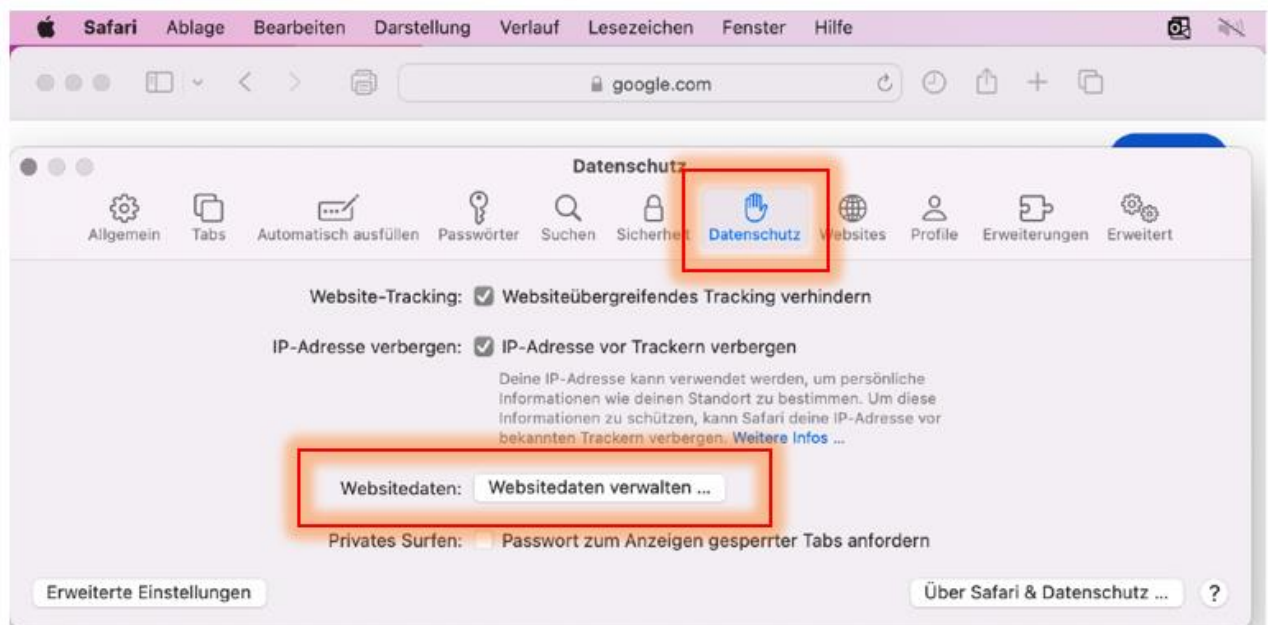 Safari Ablage Bearbeiten Darstellung Verlauf Lesezeichen Fenster Hilfe
google.com
Datenschutz
Allgemein Tabs Automatisch ausfüllen Passwörter Suchen Sicherheit Datenschutz Websites Profile Erweiterungen Erweitert
Website-Tracking: Websiteübergreifendes Tracking verhindern
IP-Adresse verbergen: IP-Adresse vor Trackern verbergen
Deine IP-Adresse kann verwendet werden, um persönliche
Informationen wie deinen Standort zu bestimmen. Um diese
Informationen zu schützen, kann Safari deine IP-Adresse vor
bekannten Trackern verbergen. Weitere Infos ...
Websitedaten: Websitedaten verwalten ...
Privates Surfen: Passwort zum Anzeigen gesperrter Tabs anfordern
Erweiterte Einstellungen Über Safari & Datenschutz ... ?